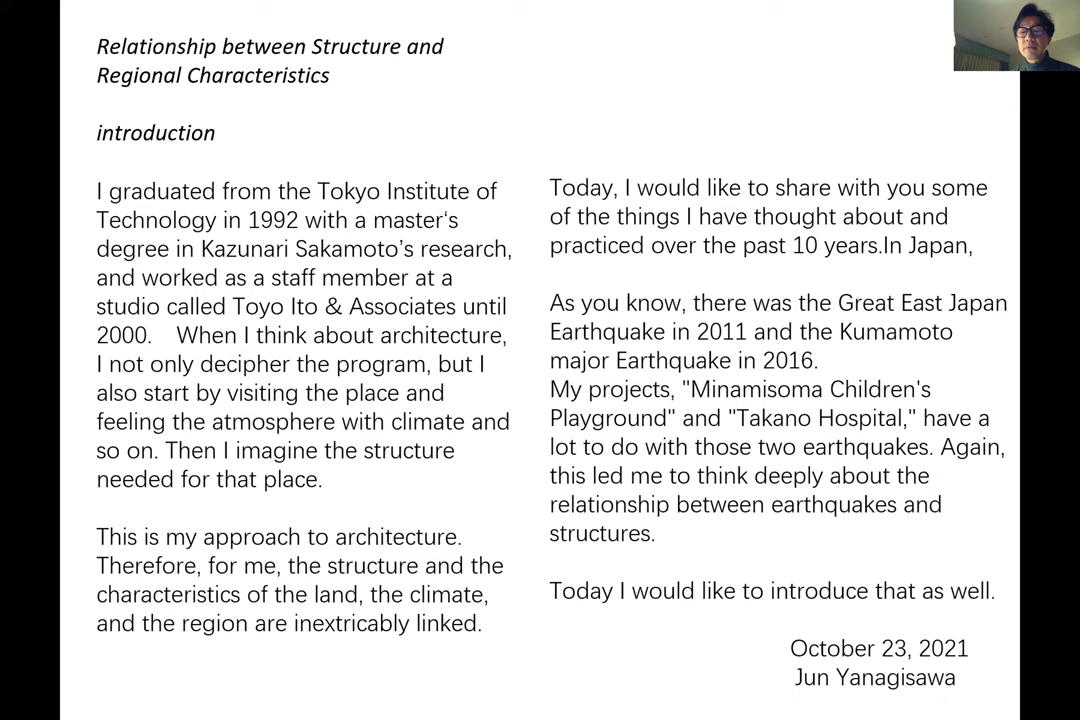 Relationship between Structure and
Regional Characteristics
introduction
I graduated from the Tokyo Institute of
Technology in 1992 with a master‘s
degree in Kazunari Sakamoto’s research,
and worked as a staff member at a
studio called Toyo Ito & Associates until
2000.    When I think about architecture,
I not only decipher the program, but I
also start by visiting the place and
feeling the atmosphere with climate and
so on. Then I imagine the structure
needed for that place.
This is my approach to architecture.
Therefore, for me, the structure and the
characteristics of the land, the climate,
and the region are inextricably linked.
Today, I would like to share with you some
of the things I have thought about and
practiced over the past 10 years.In Japan,
As you know, there was the Great East Japan
Earthquake in 2011 and the Kumamoto
major Earthquake in 2016.
My projects, "Minamisoma Children's
Playground" and "Takano Hospital," have a
lot to do with those two earthquakes. Again,
this led me to think deeply about the
relationship between earthquakes and
structures.
Today I would like to introduce that as well.
October 23, 2021
Jun Yanagisawa